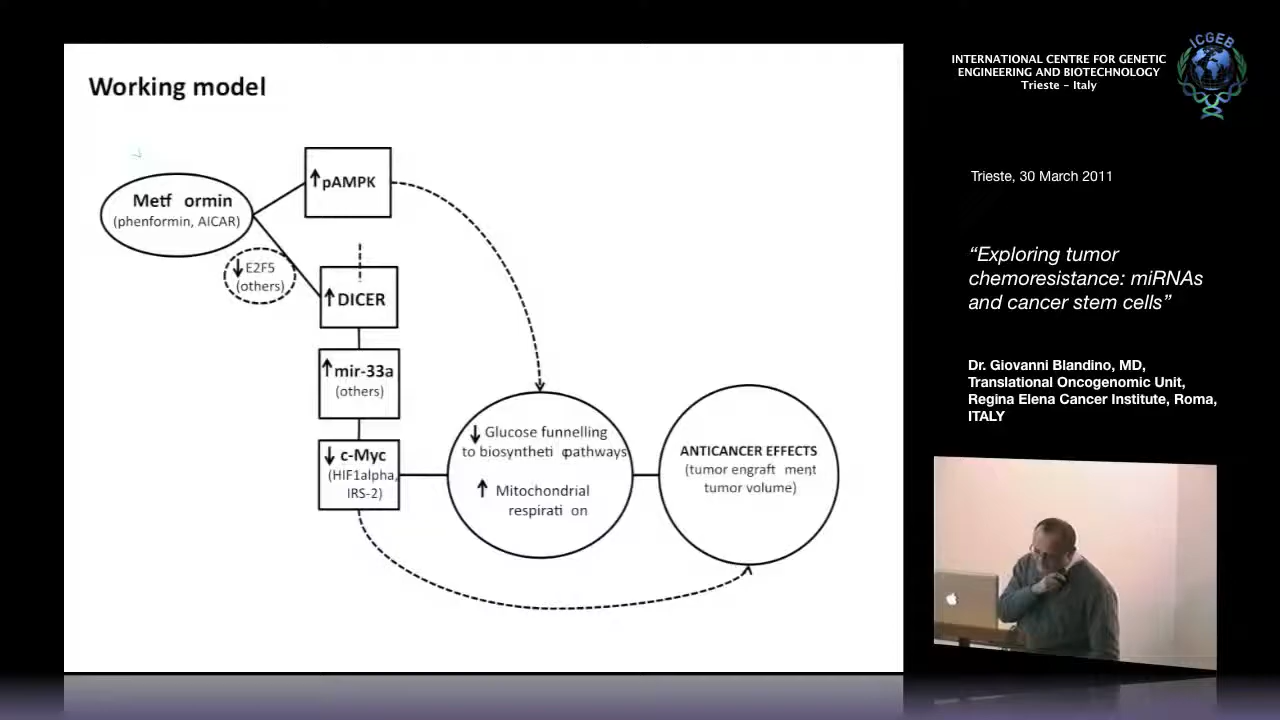 Working model
Metf ormin
(phenformin, AICAR)
↑pAMPK
↓E2F5
(others)
↑DICER
↑mir-33a
(others)
↓ c-Myc
(HIF1alpha,
IRS-2)
↓ Glucose funnelling
to biosyntheti pathways
↑ Mitochondrial
respirati on
ANTICANCER EFFECTS
(tumor engraft ment
tumor volume)
INTERNATIONAL CENTRE FOR GENETIC
ENGINEERING AND BIOTECHNOLOGY
Trieste – Italy
ICGEB
Trieste, 30 March 2011
“Exploring tumor
chemoresistance: miRNAs
and cancer stem cells”
Dr. Giovanni Blandino, MD,
Translational Oncogenomic Unit,
Regina Elena Cancer Institute, Roma,
ITALY